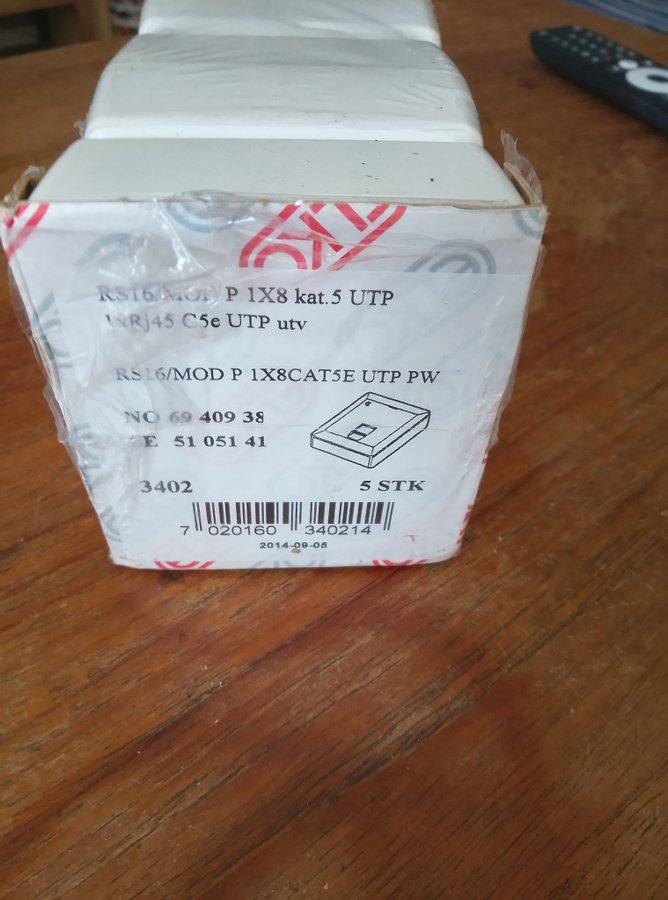 RS16/MOD P 1X8 kat.5 UTP
1xRj45 C5e UTP utv
RS16/MOD P 1X8CAT5E UTP PW
NO 69 409 38
51 051 41
3402 5 STK
7 020160 340214
2014-09-05